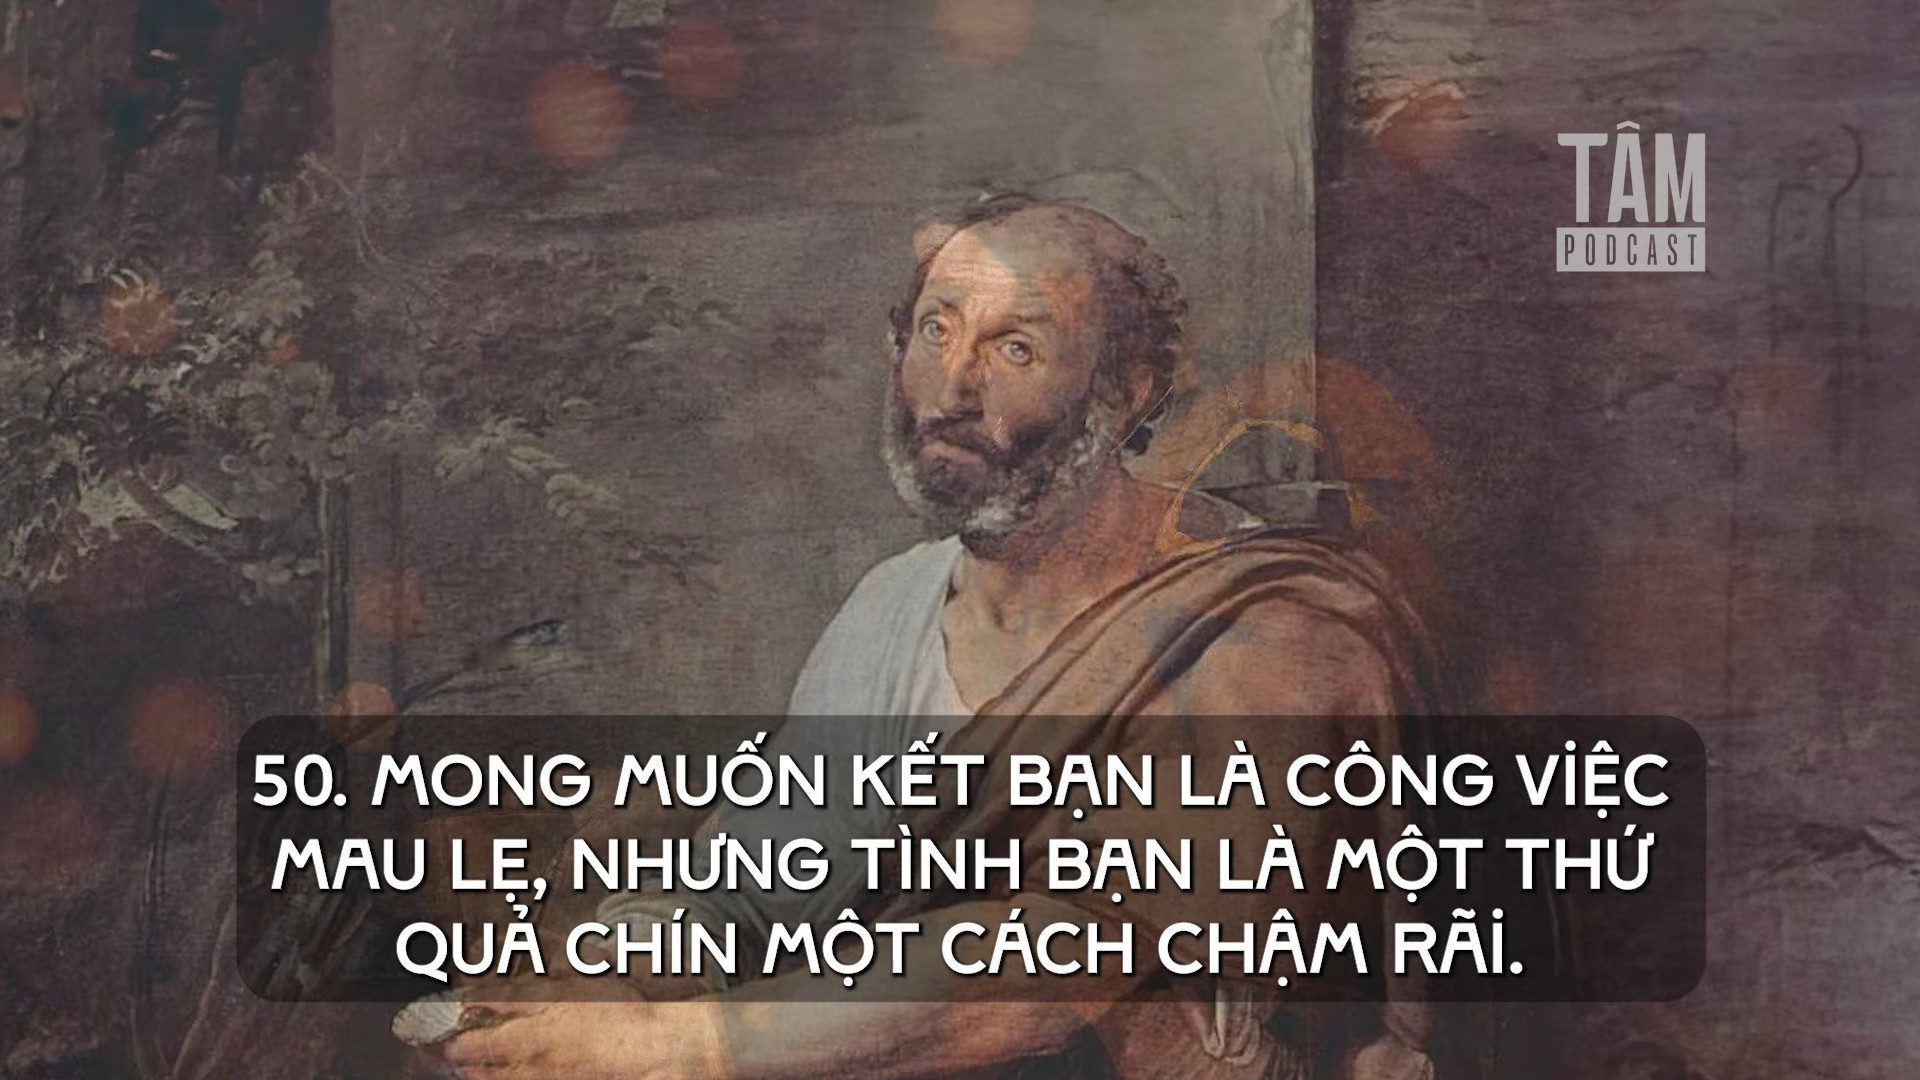 TÂM
PODCAST
50. MONG MUỐN KẾT BẠN LÀ CÔNG VIỆC
MAU LẸ, NHƯNG TÌNH BẠN LÀ MỘT THỨ
QUẢ CHÍN MỘT CÁCH CHẬM RÃI.